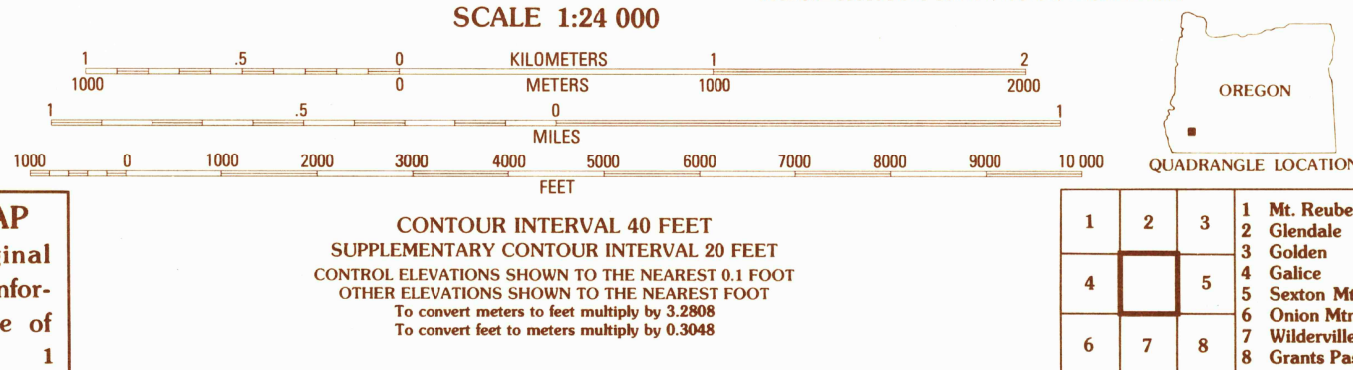 SCALE 1:24 000
1 .5 0 KILOMETERS 1 2
1000 0 METERS 1000 2000
1 .5 0 1
MILES
1000 0 1000 2000 3000 4000 5000 6000 7000 8000 9000 10 000
FEET
OREGON
QUADRANGLE LOCATION
AP
inal
nfor-
e of
1
CONTOUR INTERVAL 40 FEET
SUPPLEMENTARY CONTOUR INTERVAL 20 FEET
CONTROL ELEVATIONS SHOWN TO THE NEAREST 0.1 FOOT
OTHER ELEVATIONS SHOWN TO THE NEAREST FOOT
To convert meters to feet multiply by 3.2808
To convert feet to meters multiply by 0.3048
1 2 3
4 5
6 7 8
1 Mt. Reube
2 Glendale
3 Golden
4 Galice
5 Sexton Mt
6 Onion Mtn
7 Wilderville
8 Grants Pas